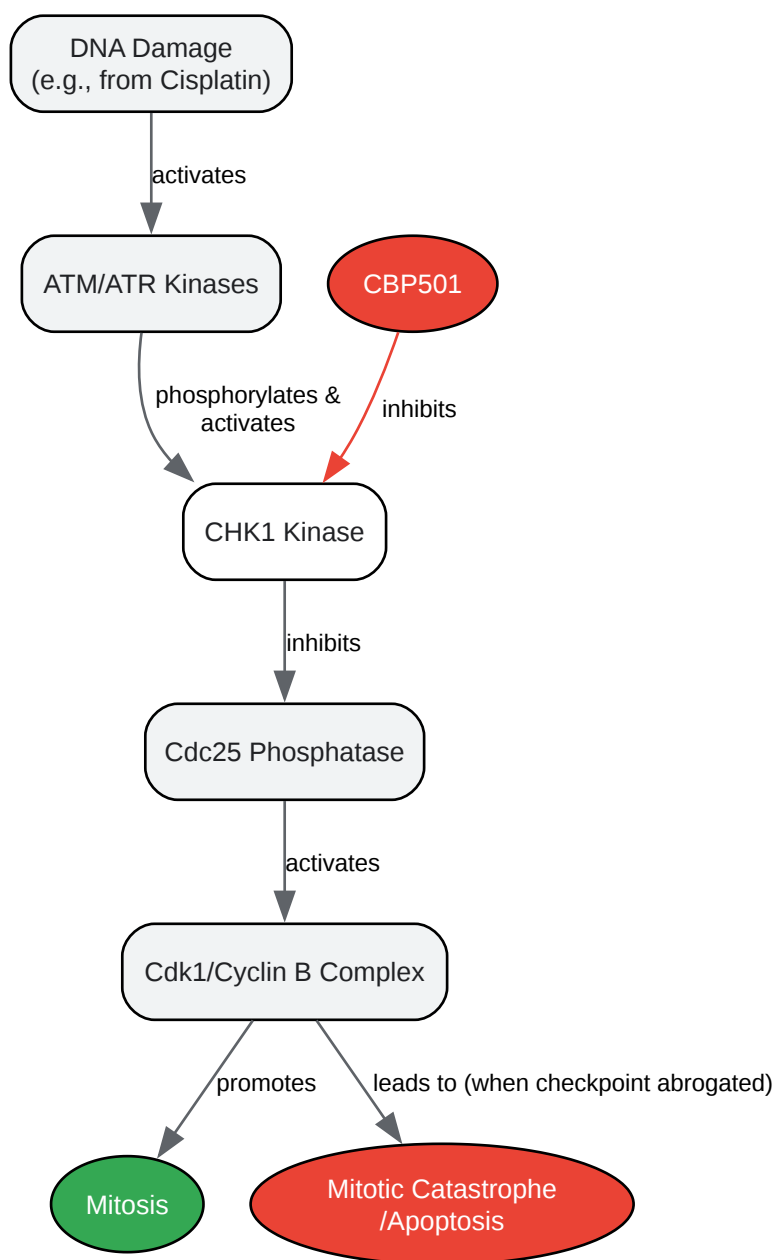 DNA Damage
(e.g., from Cisplatin)
activates
ATM/ATR Kinases
CBP501
phosphorylates &
activates
inhibits
CHK1 Kinase
inhibits
Cdc25 Phosphatase
activates
Cdk1/Cyclin B Complex
promotes
leads to (when checkpoint abrogated)
Mitosis
Mitotic Catastrophe
/Apoptosis